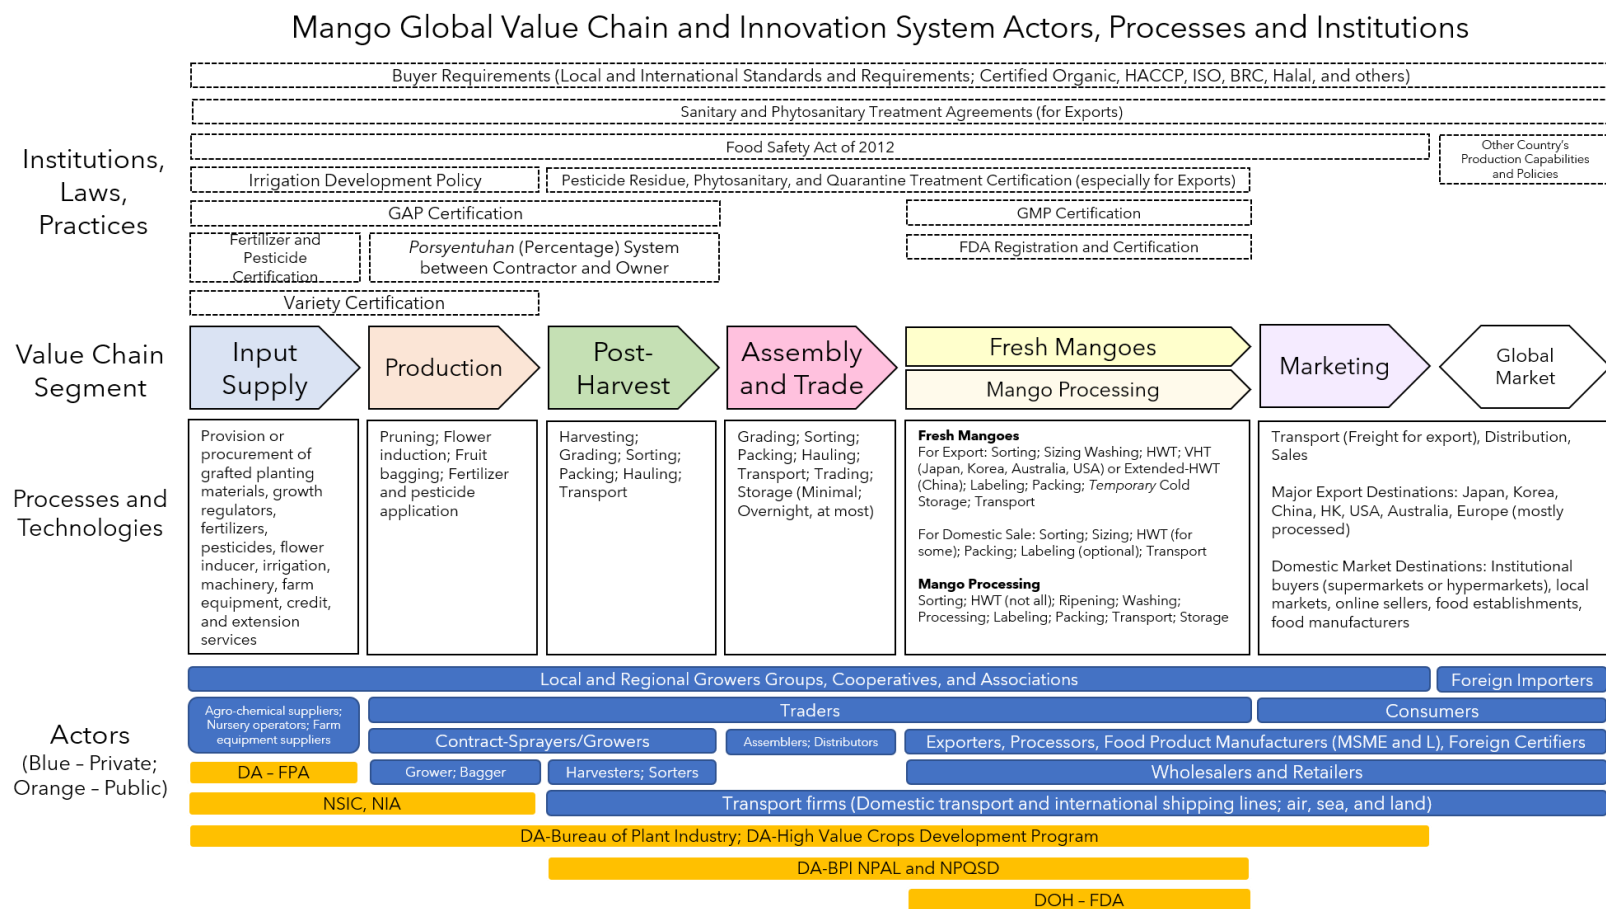 Mango Global Value Chain and Innovation System Actors, Processes and Institutions
Buyer Requirements (Local and International Standards and Requirements; Certified Organic, HACCP, ISO, BRC, Halal, and others)
Sanitary and Phytosanitary Treatment Agreements (for Exports)
Institutions,
Laws,
Practices
Food Safety Act of 2012
Other Country's
Production Capabilities
and Policies
Irrigation Development Policy
Pesticide Residue, Phytosanitary, and Quarantine Treatment Certification (especially for Exports)
GAP Certification
GMP Certification
Fertilizer and
Pesticide
Certification
Porsyentuhan (Percentage) System
between Contractor and Owner
FDA Registration and Certification
Variety Certification
Value Chain
Segment
Input
Supply
Production
Post-
Harvest
Assembly
and Trade
Fresh Mangoes
Mango Processing
Marketing
Global
Market
Processes and
Technologies
Provision or
procurement of
grafted planting
materials, growth
regulators,
fertilizers,
pesticides, flower
inducer, irrigation,
machinery, farm
equipment, credit,
and extension
services
Pruning; Flower
induction; Fruit
bagging; Fertilizer
and pesticide
application
Harvesting;
Grading; Sorting;
Packing; Hauling;
Transport
Grading; Sorting;
Packing; Hauling;
Transport; Trading;
Storage (Minimal;
Overnight, at most)
Fresh Mangoes
For Export: Sorting; Sizing Washing; HWT; VHT
(Japan, Korea, Australia, USA) or Extended-HWT
(China); Labeling; Packing; Temporary Cold
Storage; Transport
For Domestic Sale: Sorting; Sizing; HWT (for
some); Packing; Labeling (optional); Transport
Mango Processing
Sorting; HWT (not all); Ripening; Washing;
Processing; Labeling; Packing; Transport; Storage
Transport (Freight for export), Distribution,
Sales
Major Export Destinations: Japan, Korea,
China, HK, USA, Australia, Europe (mostly
processed)
Domestic Market Destinations: Institutional
buyers (supermarkets or hypermarkets), local
markets, online sellers, food establishments,
food manufacturers
Actors
(Blue – Private;
Orange – Public)
Local and Regional Growers Groups, Cooperatives, and Associations
Foreign Importers
Agro-chemical suppliers;
Nursery operators; Farm
equipment suppliers
Traders
Consumers
Contract-Sprayers/Growers
Assemblers; Distributors
Exporters, Processors, Food Product Manufacturers (MSME and L), Foreign Certifiers
DA – FPA
Grower; Bagger
Harvesters; Sorters
Wholesalers and Retailers
NSIC, NIA
Transport firms (Domestic transport and international shipping lines; air, sea, and land)
DA-Bureau of Plant Industry; DA-High Value Crops Development Program
DA-BPI NPAL and NPQSD
DOH – FDA